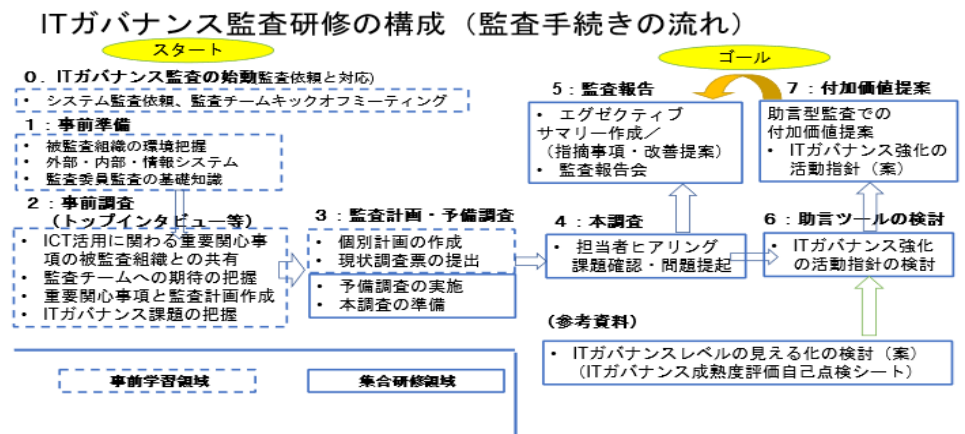 ITガバナンス監査研修の構成（監査手続きの流れ）
スタート
0．ITガバナンス監査の始動(監査依頼と対応)
• システム監査依頼、監査チームキックオフミーティング
1：事前準備
• 被監査組織の環境把握
• 外部・内部・情報システム
• 監査委員監査の基礎知識
2：事前調査
（トップインタビュー等）
• ICT活用に関わる重要関心事
項の被監査組織との共有
• 監査チームへの期待の把握
• 重要関心事項と監査計画作成
• ITガバナンス課題の把握
3：監査計画・予備調査
• 個別計画の作成
• 現状調査票の提出
• 予備調査の実施
• 本調査の準備
4：本調査
• 担当者ヒアリング
課題確認・問題提起
5：監査報告
• エグゼクティブ
サマリー作成／
（指摘事項・改善提案）
• 監査報告会
ゴール
7：付加価値提案
助言型監査での
付加価値提案
• ITガバナンス強化の
活動指針（案）
6：助言ツールの検討
• ITガバナンス強化
の活動指針の検討
（参考資料）
• ITガバナンスレベルの見える化の検討（案）
（ITガバナンス成熟度評価自己点検シート）
事前学習領域
集合研修領域